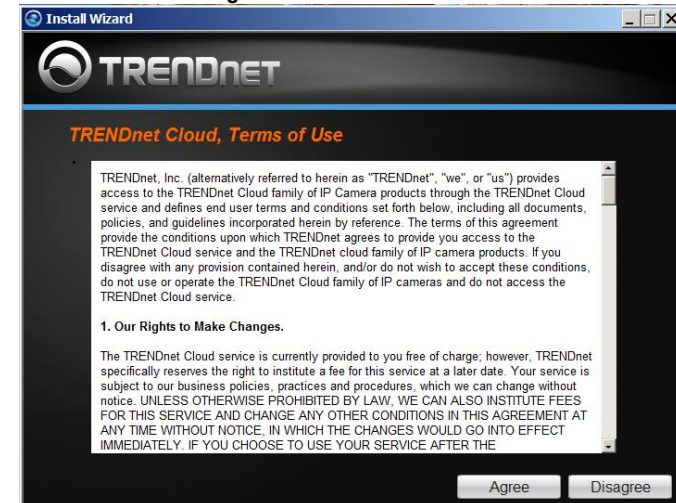 Install Wizard
TRENDNET
TRENDnet Cloud, Terms of Use
TRENDnet, Inc. (alternatively referred to herein as "TRENDnet", "we", or "us") provides
access to the TRENDnet Cloud family of IP Camera products through the TRENDnet Cloud
service and defines end user terms and conditions set forth below, including all documents,
policies, and guidelines incorporated herein by reference. The terms of this agreement
provide the conditions upon which TRENDnet agrees to provide you access to the
TRENDnet Cloud service and the TRENDnet cloud family of IP camera products. If you
disagree with any provision contained herein, and/or do not wish to accept these conditions,
do not use or operate the TRENDnet Cloud family of IP cameras and do not access the
TRENDnet Cloud service.
1. Our Rights to Make Changes.
The TRENDnet Cloud service is currently provided to you free of charge; however, TRENDnet
specifically reserves the right to institute a fee for this service at a later date. Your service is
subject to our business policies, practices and procedures, which we can change without
notice. UNLESS OTHERWISE PROHIBITED BY LAW, WE CAN ALSO INSTITUTE FEES
FOR THIS SERVICE AND CHANGE ANY OTHER CONDITIONS IN THIS AGREEMENT AT
ANY TIME WITHOUT NOTICE, IN WHICH THE CHANGES WOULD GO INTO EFFECT
IMMEDIATELY. IF YOU CHOOSE TO USE YOUR SERVICE AFTER THE
Agree Disagree